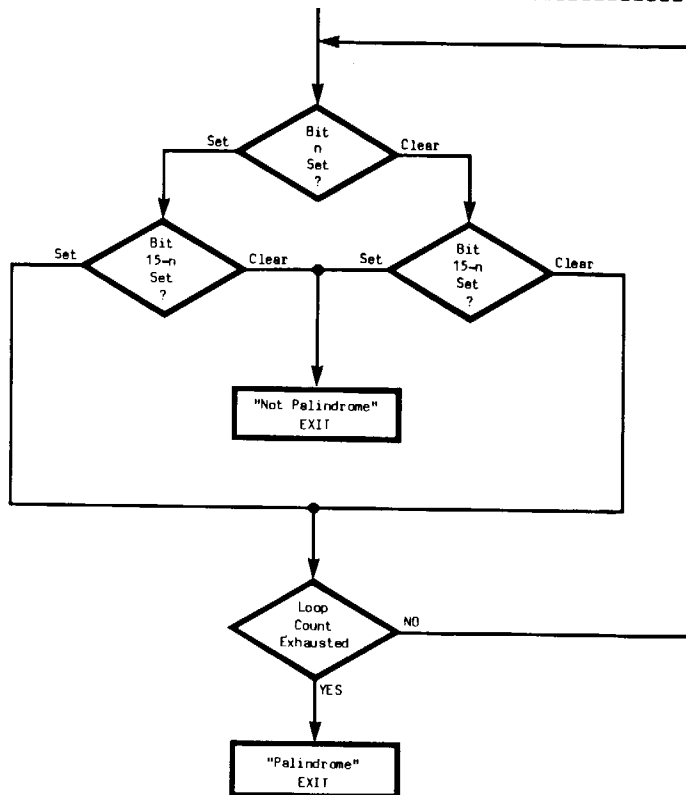 Bit
n
Set
?
Set
Clear
Bit
15-n
Set
?
Set
Clear
Bit
15-n
Set
?
Set
Clear
"Not Palindrome"
EXIT
Loop
Count
Exhausted
NO
YES
"Palindrome"
EXIT